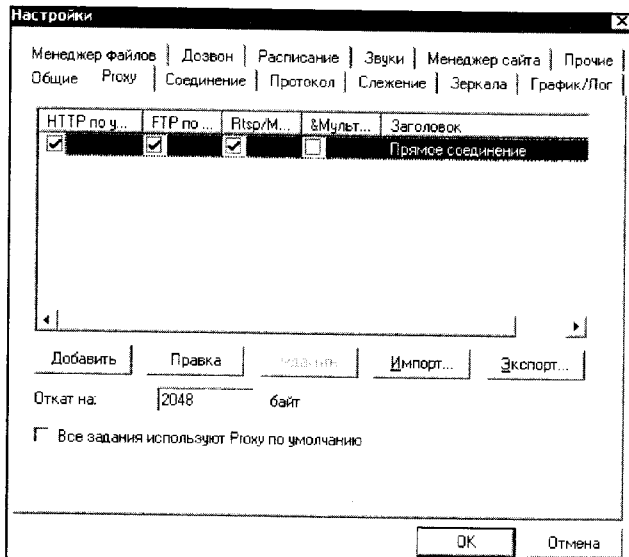 Настройки
Менеджер файлов Дозвон Расписание Звуки Менеджер сайта Прочие
Общие Proxy Соединение Протокол Слежение Зеркала График/Лог
HTTP по у... FTP по ... Rtsp/M... &Мульт... Заголовок
Прямое соединение
Добавить Правка Удалить Импорт... Экспорт...
Откат на: 2048 байт
Все задания используют Proxy по умолчанию
OK Отмена